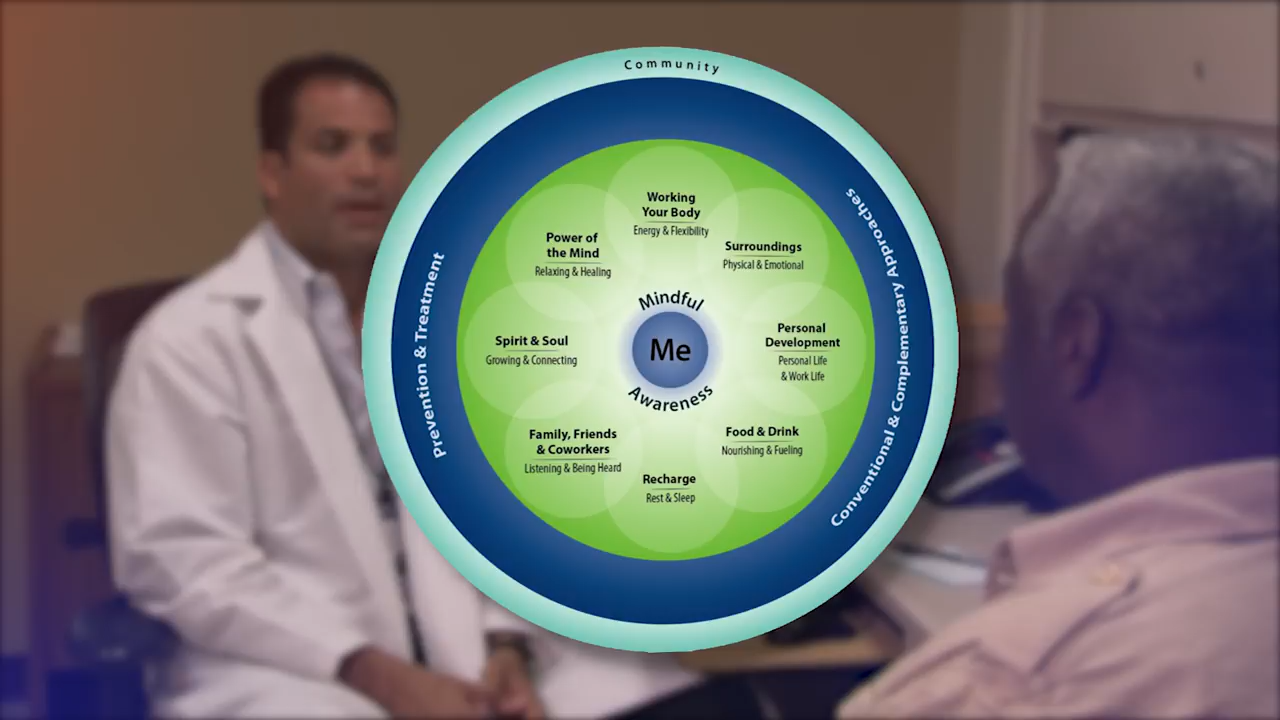 Community
Prevention & Treatment
Conventional & Complementary Approaches
Working
Your Body
Energy & Flexibility
Surroundings
Physical & Emotional
Personal
Development
Personal Life
& Work Life
Food & Drink
Nourishing & Fueling
Recharge
Rest & Sleep
Family, Friends
& Coworkers
Listening & Being Heard
Spirit & Soul
Growing & Connecting
Power of
the Mind
Relaxing & Healing
Mindful
Awareness
Me